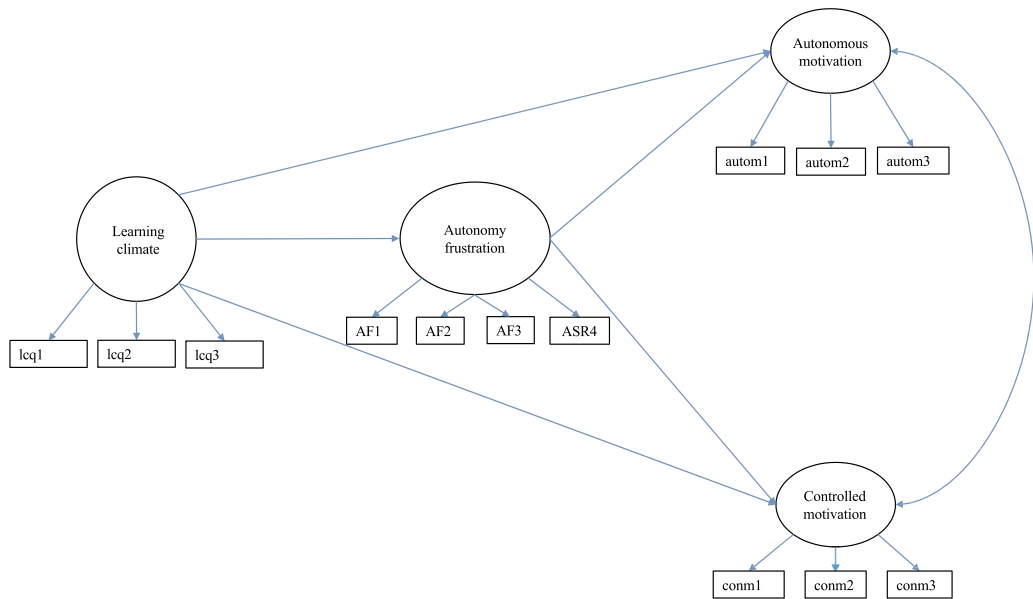 Autonomous
motivation
autom1
autom2
autom3
Learning
climate
Autonomy
frustration
AF1
AF2
AF3
ASR4
lcq1
lcq2
lcq3
Controlled
motivation
conm1
conm2
conm3